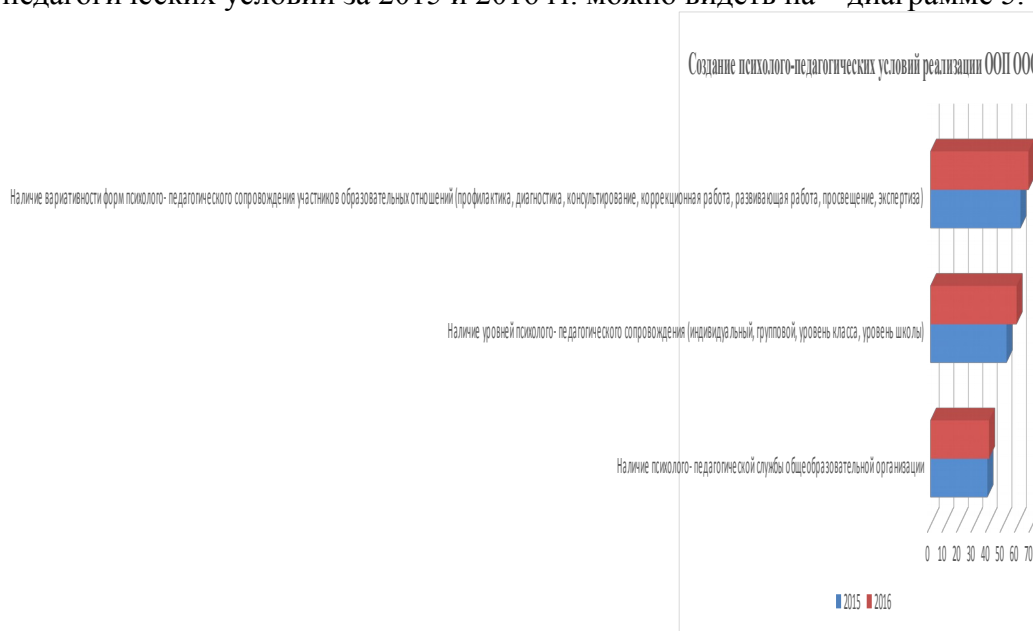 педагогических условий за 2015 и 2016 гг. можно видеть на диаграмме 5.
Создание психолого-педагогических условий реализации ООП ООО
Наличие вариативности форм психолого- педагогического сопровождения участников образовательных отношений (профилактика, диагностика, консультирование, коррекционная работа, развивающая работа, просвещение, экспертиза)
Наличие уровней психолого- педагогического сопровождения (индивидуальный, групповой, уровень класса, уровень школы)
Наличие психолого- педагогической службы общеобразовательной организации
0 10 20 30 40 50 60 70
2015 2016